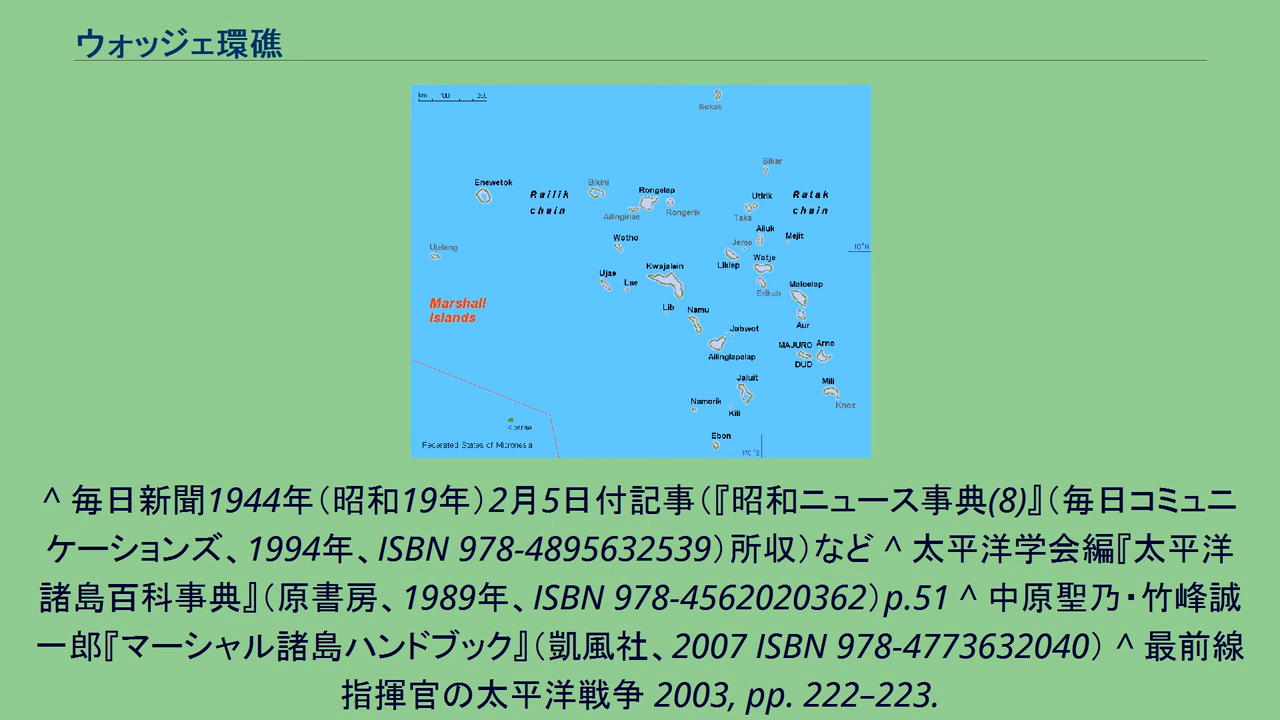 ウォッジェ環礁
km 100 200
Bokak
Bikar
Enewetok
Railik
chain
Bikini
Rongelap
Ailinginae
Rongerik
Utirik
Taka
Ratak
chain
Ailuk
Mejit
Jemo
Wotho
Ujelang
10°N
Likiep
Wotje
Kwajalein
Ujae
Lae
Erikub
Maloelap
Marshall
Islands
Lib
Namu
Aur
Jabwot
MAJURO
Arno
Ailinglapalap
DUD
Jaluit
Mili
Knox
Namorik
Kili
Kosrae
Ebon
Federated States of Micronesia
170°E
^ 毎日新聞1944年（昭和19年）2月5日付記事（『昭和ニュース事典(8)』（毎日コミュニ
ケーションズ、1994年、ISBN 978-4895632539）所収）など ^ 太平洋学会編『太平洋
諸島百科事典』（原書房、1989年、ISBN 978-4562020362）p.51 ^ 中原聖乃・竹峰誠
一郎『マーシャル諸島ハンドブック』（凱風社、2007 ISBN 978-4773632040） ^ 最前線
指揮官の太平洋戦争 2003, pp. 222–223.